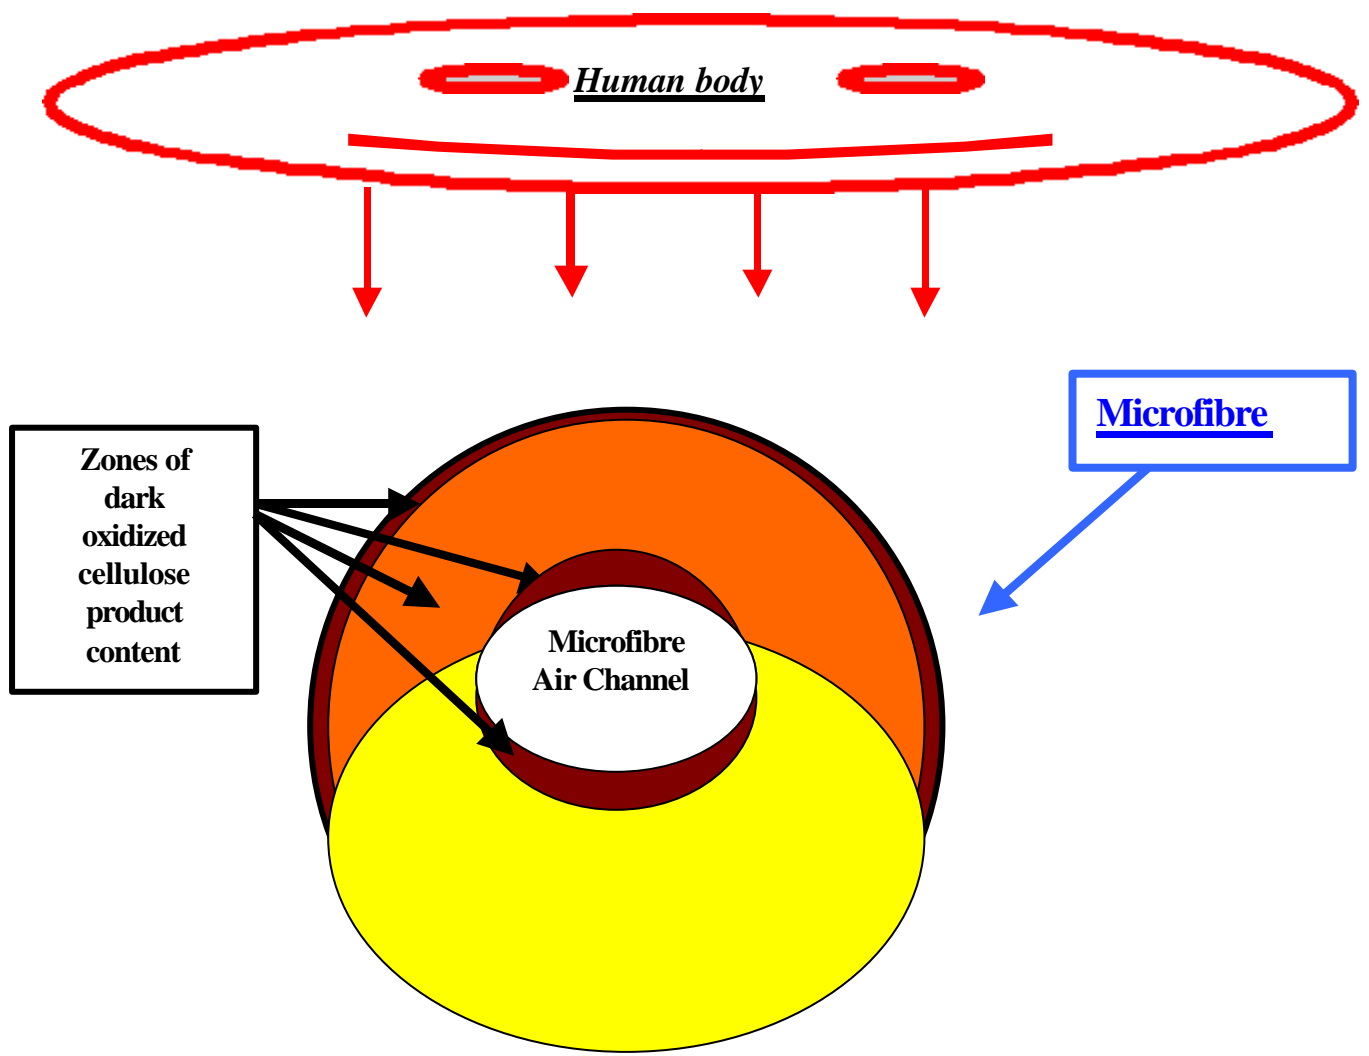 Human body
Microfibre
Zones of
dark
oxidized
cellulose
product
content
Microfibre
Air Channel